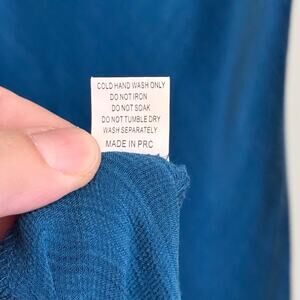 COLD HAND WASH ONLY
DO NOT IRON
DO NOT SOAK
DO NOT TUMBLE DRY
WASH SEPARATELY
MADE IN PRC